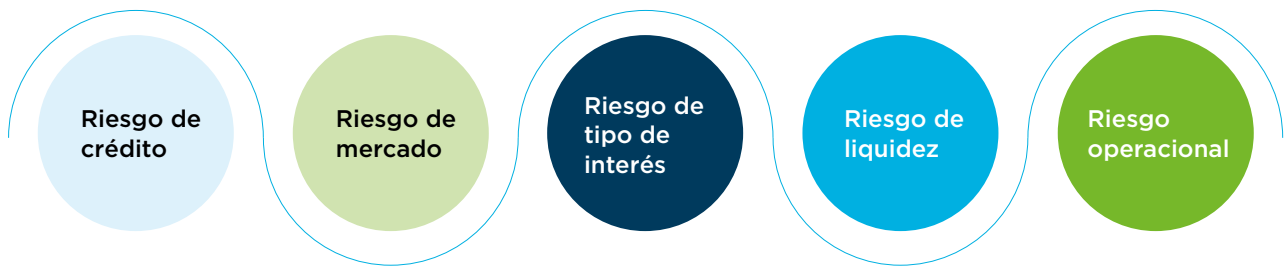 Riesgo de
crédito
Riesgo de
mercado
Riesgo de
tipo de
interés
Riesgo de
liquidez
Riesgo
operacional